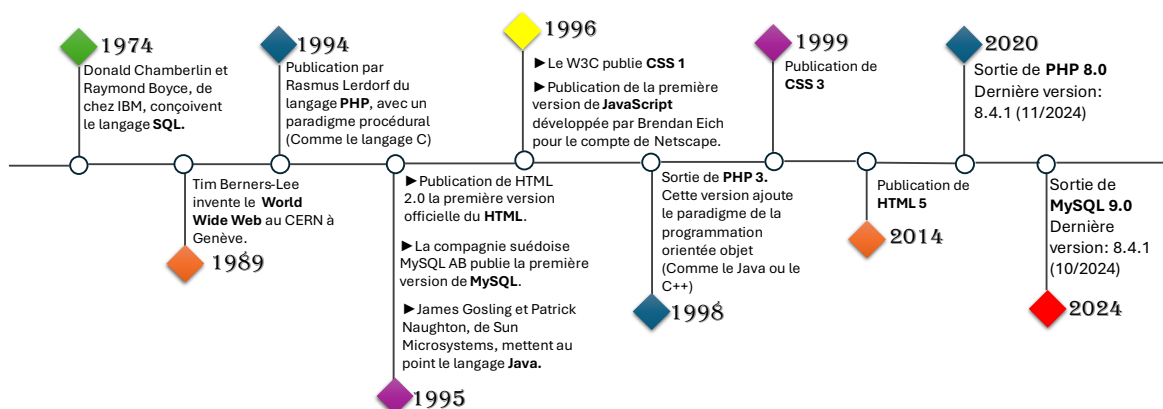 1974
Donald Chamberlin et
Raymond Boyce, de
chez IBM, conçoivent
le langage SQL.
1989
Tim Berners-Lee
invente le World
Wide Web au CERN à
Genève.
1994
Publication par
Rasmus Lerdorf du
langage PHP, avec un
paradigme procédural
(Comme le langage C)
►Publication de HTML
2.0 la première version
officielle du HTML.
►La compagnie suédoise
MySQL AB publie la première
version de MySQL.
►James Gosling et Patrick
Naughton, de Sun
Microsystems, mettent au
point le langage Java.
1995
1996
►Le W3C publie CSS 1
►Publication de la première
version de JavaScript
développée par Brendan Eich
pour le compte de Netscape.
Sortie de PHP 3.
Cette version ajoute
le paradigme de la
programmation
orientée objet
(Comme le Java ou le
C++)
1998
1999
Publication de
CSS 3
Publication de
HTML 5
2014
2020
Sortie de PHP 8.0
Dernière version:
8.4.1 (11/2024)
Sortie de
MySQL 9.0
Dernière
version: 8.4.1
(10/2024)
2024